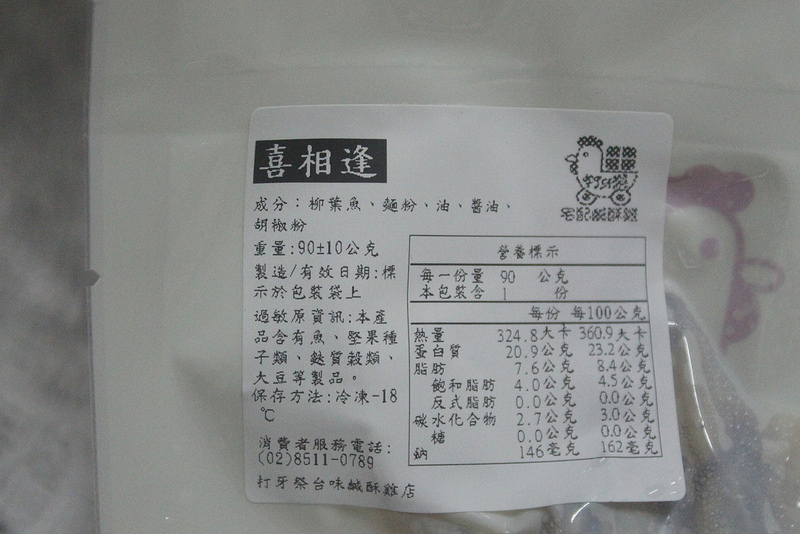 喜相逢
成分：柳葉魚、麵粉、油、醬油、
胡椒粉
重量:90±10公克
製造/有效日期:標
示於包裝袋上
過敏原資訊:本產
品含有魚、堅果種
子類、麩質穀類、
大豆等製品。
保存方法:冷凍-18
℃
消費者服務電話:
(02)8511-0789
打牙祭台味鹹酥雞店
打牙祭
宅配鹹酥雞
營養標示
每一份量 90 公克
本包裝含 1 份
每份 每100公克
熱量 324.8大卡 360.9大卡
蛋白質 20.9公克 23.2公克
脂肪 7.6公克 8.4公克
飽和脂肪 4.0公克 4.5公克
反式脂肪 0.0公克 0.0公克
碳水化合物 2.7公克 3.0公克
糖 0.0公克 0.0公克
鈉 146毫克 162毫克